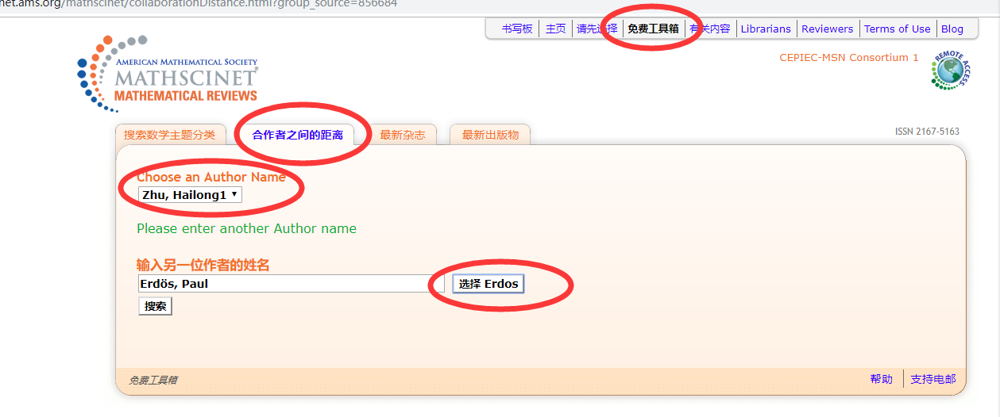 net.ams.org/mathscinet/collaborationDistance.html?group_source=856684
书写板 主页 请先选择 免费工具箱 有关内容 Librarians Reviewers Terms of Use Blog
CEPIEC-MSN Consortium 1
REMOTE ACCESS
AMERICAN MATHEMATICAL SOCIETY
MATHSCINET®
MATHEMATICAL REVIEWS
ISSN 2167-5163
搜索数学主题分类 合作者之间的距离 最新杂志 最新出版物
Choose an Author Name
Zhu, Hailong1
Please enter another Author name
输入另一位作者的姓名
Erdös, Paul 选择 Erdos
搜索
免费工具箱 帮助 支持电邮